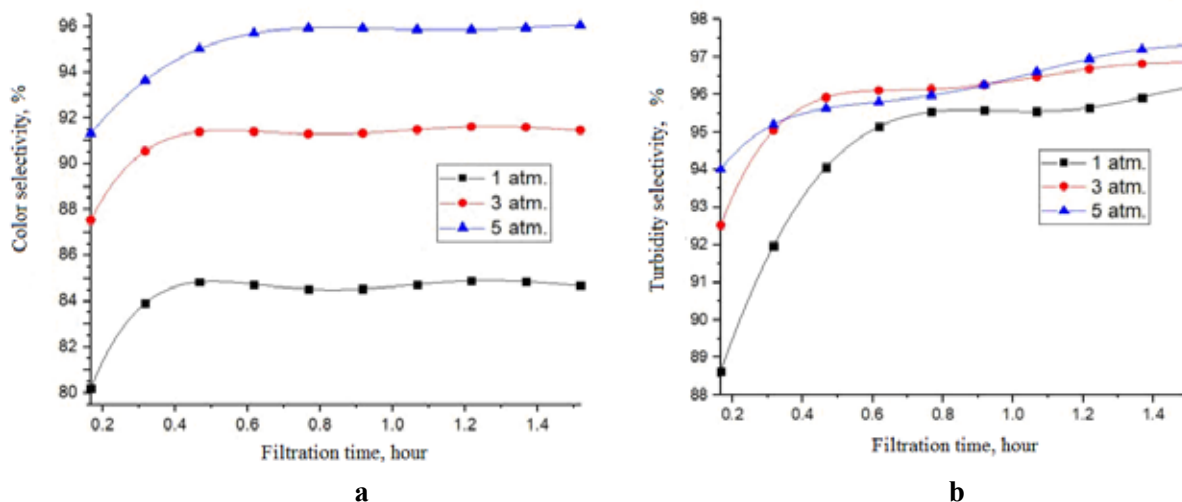 Color selectivity, %
96
94
92
90
88
86
84
82
80
1 atm.
3 atm.
5 atm.
0.2 0.4 0.6 0.8 1.0 1.2 1.4
Filtration time, hour
a
Turbidity selectivity, %
98
97
96
95
94
93
92
91
90
89
88
1 atm.
3 atm.
5 atm.
0.2 0.4 0.6 0.8 1.0 1.2 1.4
Filtration time, hour
b